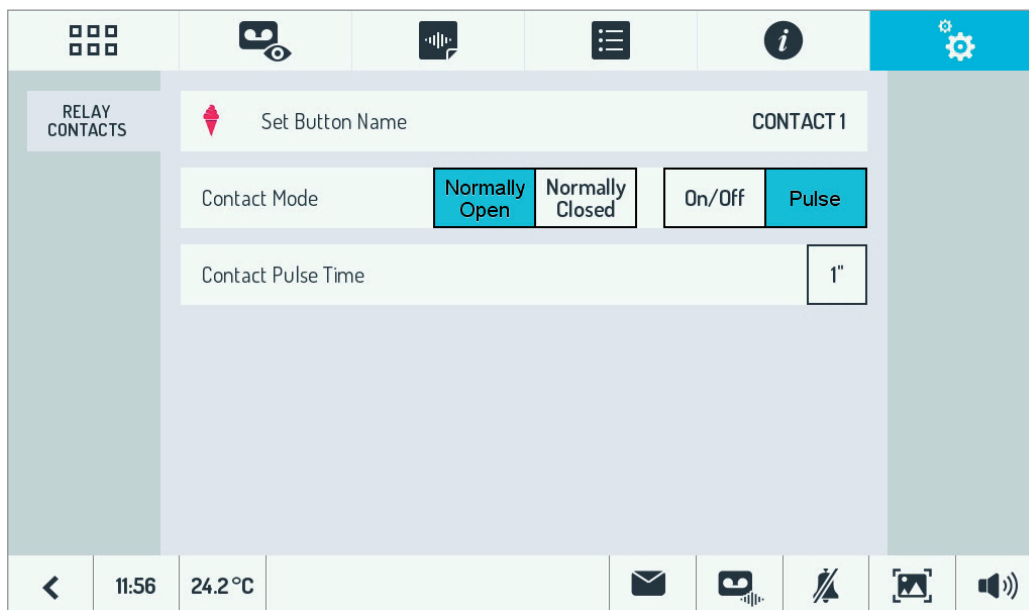 i
RELAY
CONTACTS
Set Button Name
CONTACT 1
Contact Mode
Normally
Open
Normally
Closed
On/Off
Pulse
Contact Pulse Time
1"
11:56
24.2 °C